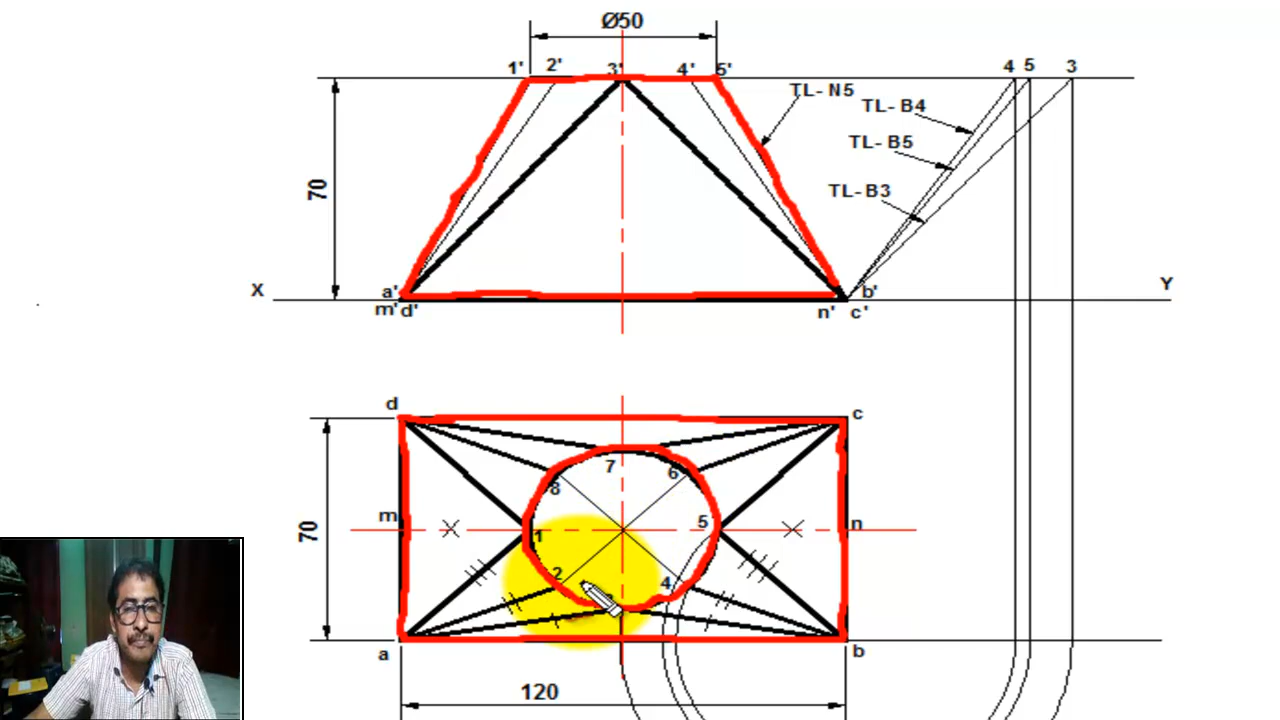 Ø50
1' 2' 3' 4' 5'
4 5 3
TL- N5
TL- B4
TL- B5
TL- B3
70
X
a'
m'd'
b'
n' c'
Y
d
c
7
6
8
m
1
5
n
2
4
70
a
b
120